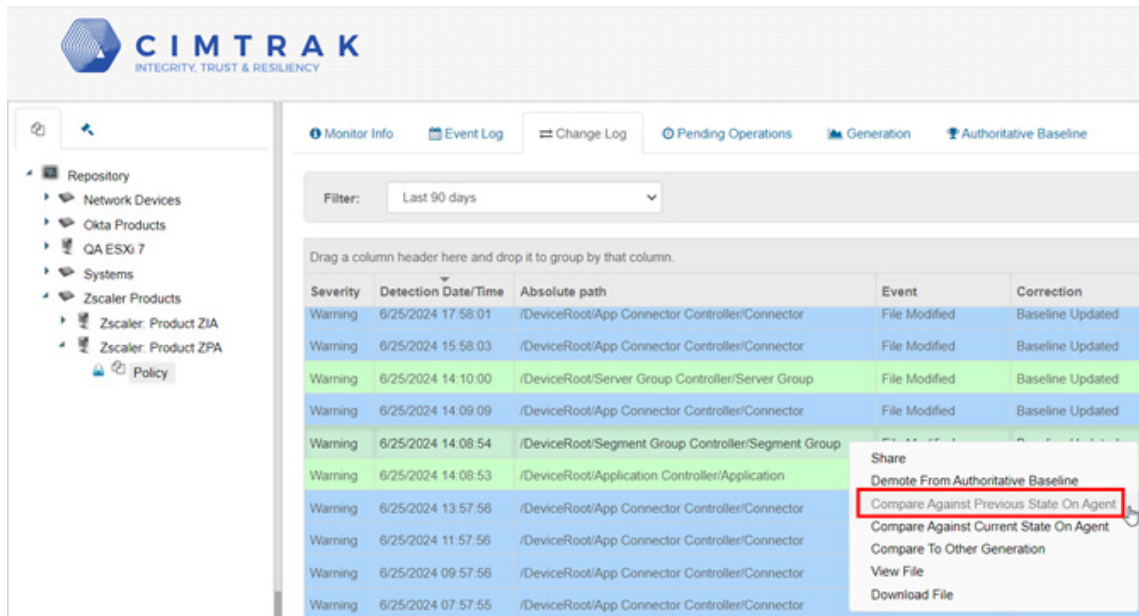 CIMTRAK
INTEGRITY, TRUST & RESILIENCY
Monitor Info Event Log Change Log Pending Operations Generation Authoritative Baseline
Repository
Network Devices
Okta Products
QA ESXi 7
Systems
Zscaler Products
Zscaler: Product ZIA
Zscaler: Product ZPA
Policy
Filter: Last 90 days
Drag a column header here and drop it to group by that column.
Severity Detection Date/Time Absolute path Event Correction
Warning 6/25/2024 17:58:01 /DeviceRoot/App Connector Controller/Connector File Modified Baseline Updated
Warning 6/25/2024 15:58:03 /DeviceRoot/App Connector Controller/Connector File Modified Baseline Updated
Warning 6/25/2024 14:10:00 /DeviceRoot/Server Group Controller/Server Group File Modified Baseline Updated
Warning 6/25/2024 14:09:09 /DeviceRoot/App Connector Controller/Connector File Modified Baseline Updated
Warning 6/25/2024 14:08:54 /DeviceRoot/Segment Group Controller/Segment Group
Warning 6/25/2024 14:08:53 /DeviceRoot/Application Controller/Application
Warning 6/25/2024 13:57:56 /DeviceRoot/App Connector Controller/Connector
Warning 6/25/2024 11:57:56 /DeviceRoot/App Connector Controller/Connector
Warning 6/25/2024 09:57:56 /DeviceRoot/App Connector Controller/Connector
Warning 6/25/2024 07:57:55 /DeviceRoot/App Connector Controller/Connector
Share
Demote From Authoritative Baseline
Compare Against Previous State On Agent
Compare Against Current State On Agent
Compare To Other Generation
View File
Download File